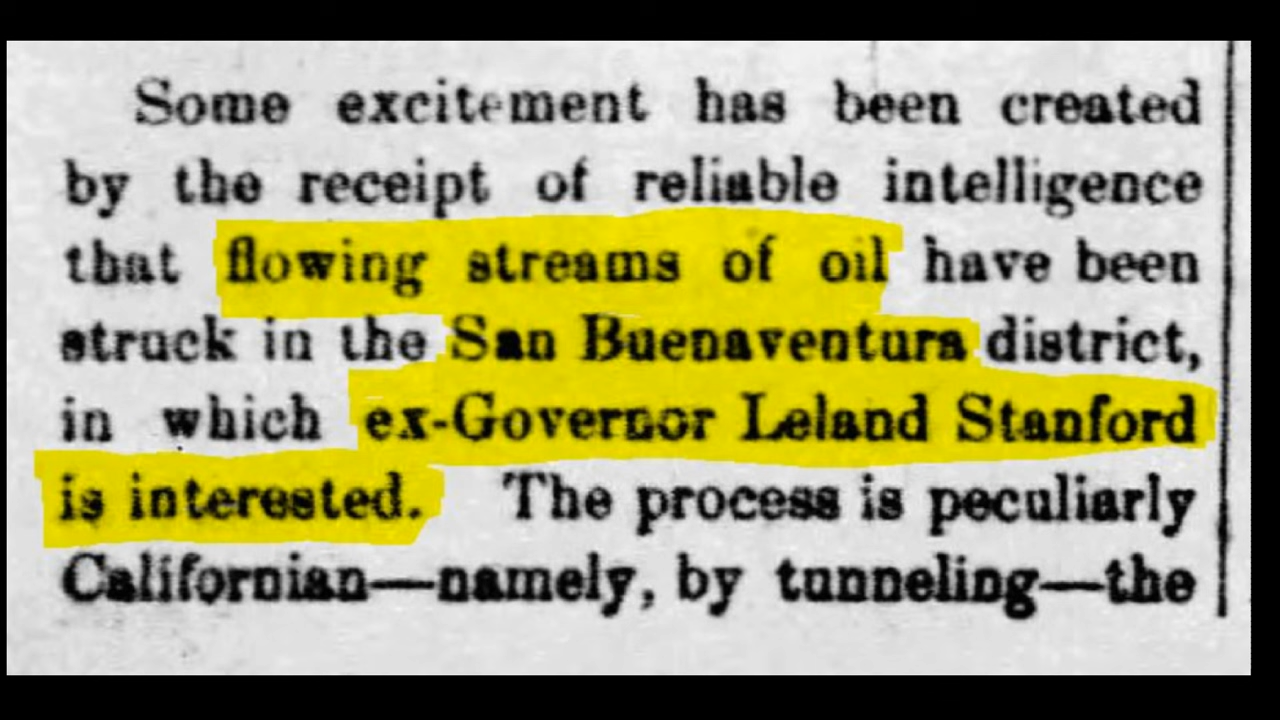 Some excitement has been created
by the receipt of reliable intelligence
that flowing streams of oil have been
struck in the San Buenaventura district,
in which ex-Governor Leland Stanford
is interested. The process is peculiarly
Californian—namely, by tunneling—the